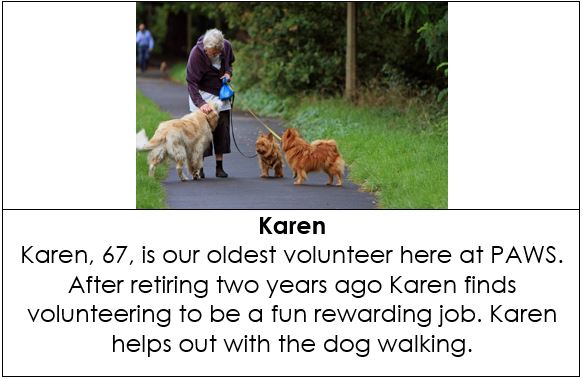 Karen
Karen, 67, is our oldest volunteer here at PAWS.
After retiring two years ago Karen finds
volunteering to be a fun rewarding job. Karen
helps out with the dog walking.